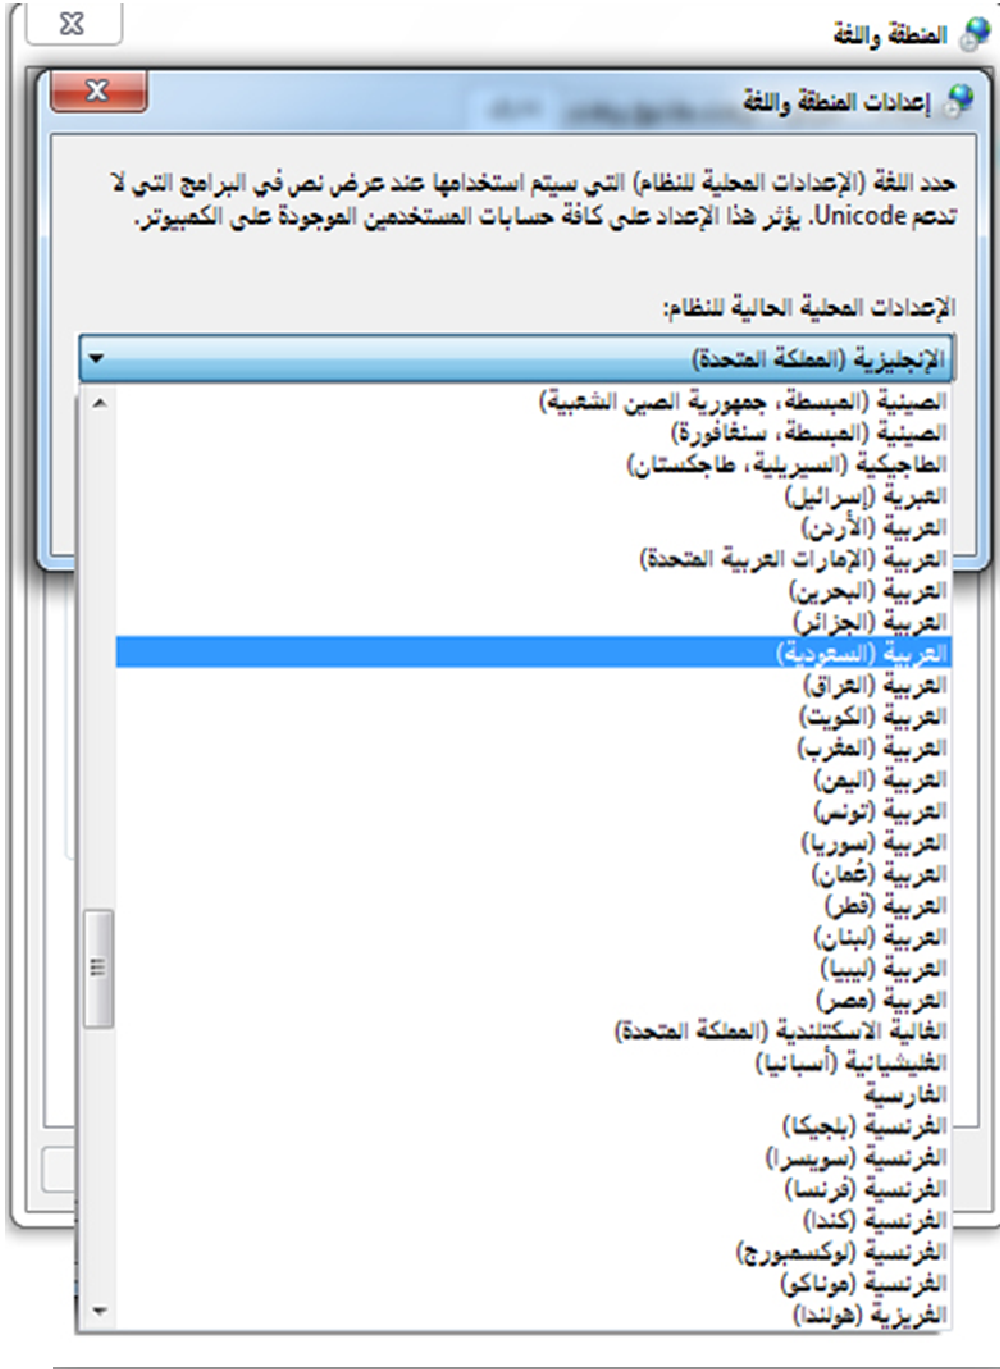 المنطقة واللغة
إعدادات المنطقة واللغة
حدد اللغة (الإعدادات المحلية للنظام) التي سيتم استخدامها عند عرض نص في البرامج التي لا
تدعم Unicode. يؤثر هذا الإعداد على كافة حسابات المستخدمين الموجودة على الكمبيوتر.
الإعدادات المحلية الحالية للنظام:
الإنجليزية (المملكة المتحدة)
الصينية (المبسطة، جمهورية الصين الشعبية)
الصينية (المبسطة، سنغافورة)
الطاجيكية (السيريلية، طاجكستان)
العبرية (إسرائيل)
العربية (الأردن)
العربية (الإمارات العربية المتحدة)
العربية (البحرين)
العربية (الجزائر)
العربية (السعودية)
العربية (العراق)
العربية (الكويت)
العربية (المغرب)
العربية (اليمن)
العربية (تونس)
العربية (سوريا)
العربية (عُمان)
العربية (قطر)
العربية (لبنان)
العربية (ليبيا)
العربية (مصر)
الغالية الاسكتلندية (المملكة المتحدة)
الغليشيانية (أسبانيا)
الفارسية
الفرنسية (بلجيكا)
الفرنسية (سويسرا)
الفرنسية (فرنسا)
الفرنسية (كندا)
الفرنسية (لوكسمبورج)
الفرنسية (موناكو)
الفريزية (هولندا)